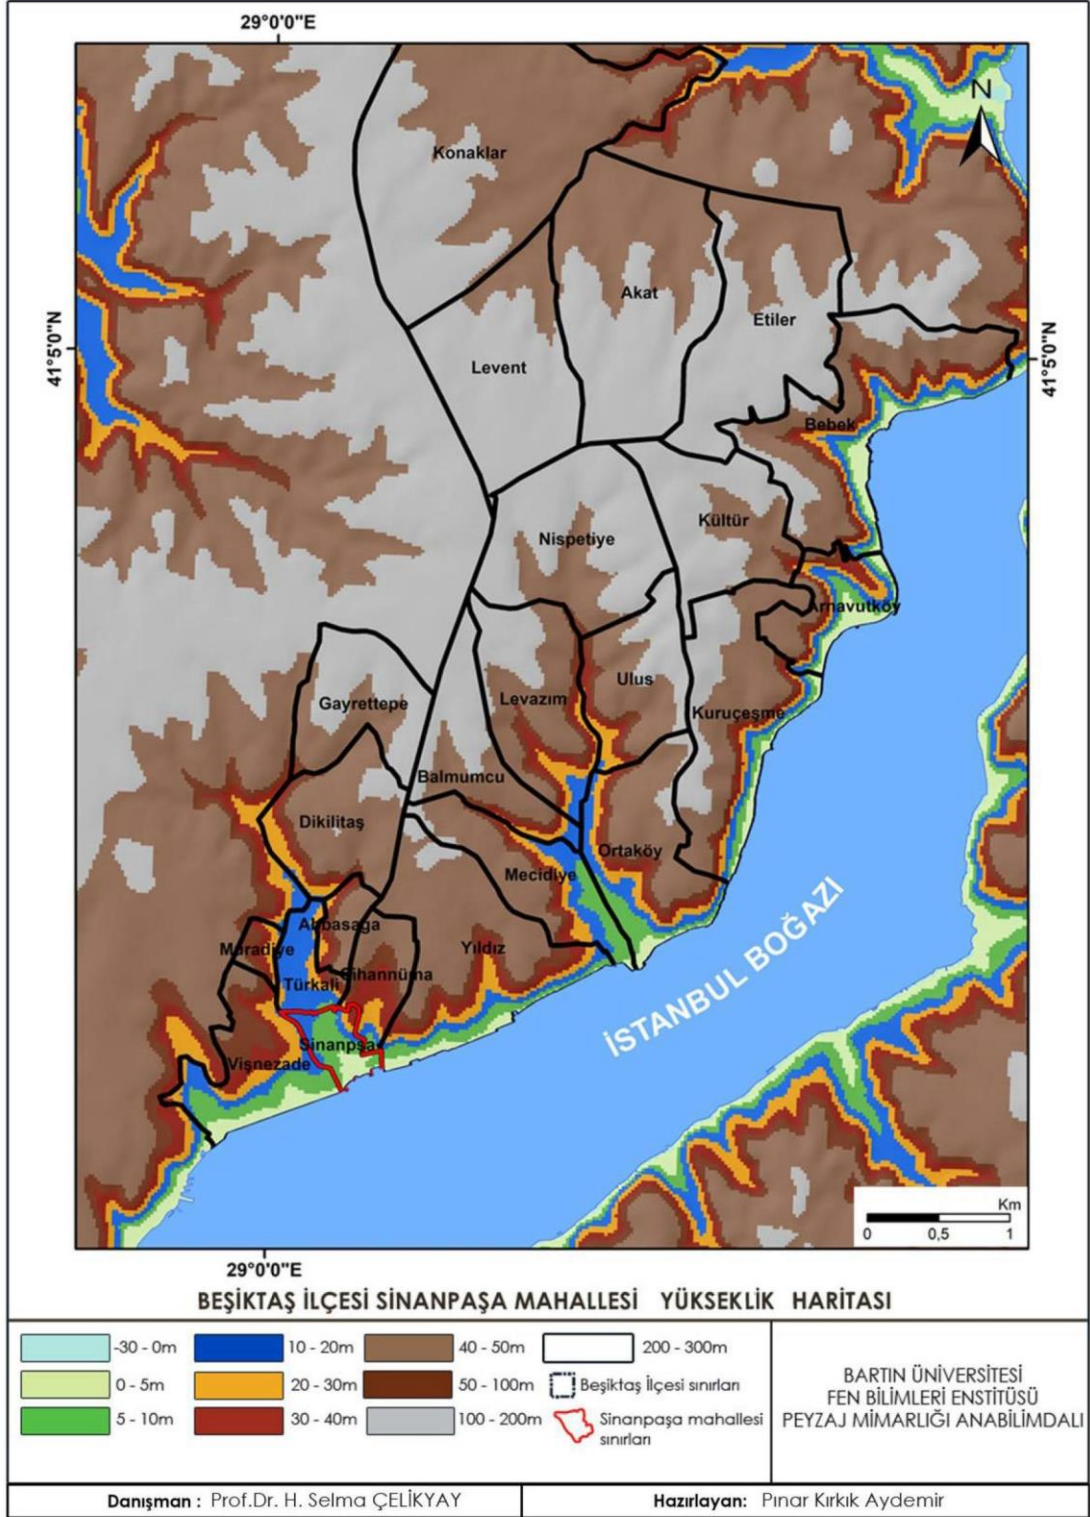 29°0'0"E
N
Konaklar
Akat
Etiler
41°5'0"N
41°5'0"N
Levent
Bebek
Kültür
Nispetiye
Arnavutköy
Ulus
Levazım
Gayrettepe
Kuruçeşme
Balmumcu
Dikilitaş
Ortaköy
Mecidiye
Abbasağa
Muradiye
Yıldız
Cihannüma
Türkali
Sinanpşa
Vişnezade
İSTANBUL BOĞAZI
Km
0 0,5 1
29°0'0"E
BEŞİKTAŞ İLÇESİ SİNANPAŞA MAHALLESİ YÜKSEKLİK HARİTASI
-30 - 0m
0 - 5m
5 - 10m
10 - 20m
20 - 30m
30 - 40m
40 - 50m
50 - 100m
100 - 200m
200 - 300m
Beşiktaş İlçesi sınırları
Sinanpaşa mahallesi
sınırları
BARTIN ÜNİVERSİTESİ
FEN BİLİMLERİ ENSTİTÜSÜ
PEYZAJ MİMARLIĞI ANABİLİMDALI
Danışman : Prof.Dr. H. Selma ÇELİKYAY
Hazırlayan: Pınar Kırkık Aydemir